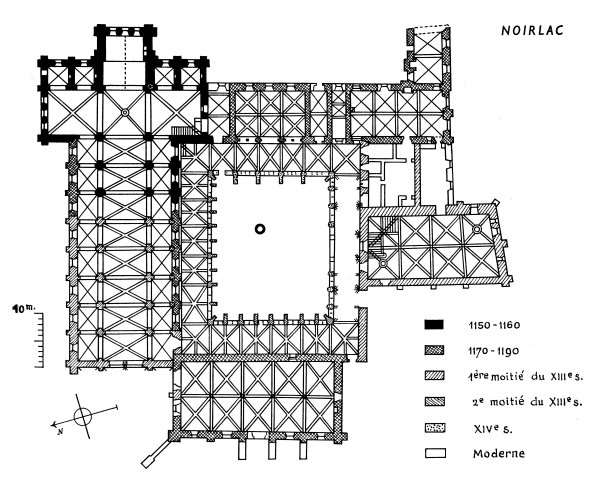 NOIRLAC
10 m.
1150-1160
1170-1190
1ère moitié du XIIIe s.
2e moitié du XIIIe s.
XIVe s.
Moderne
N